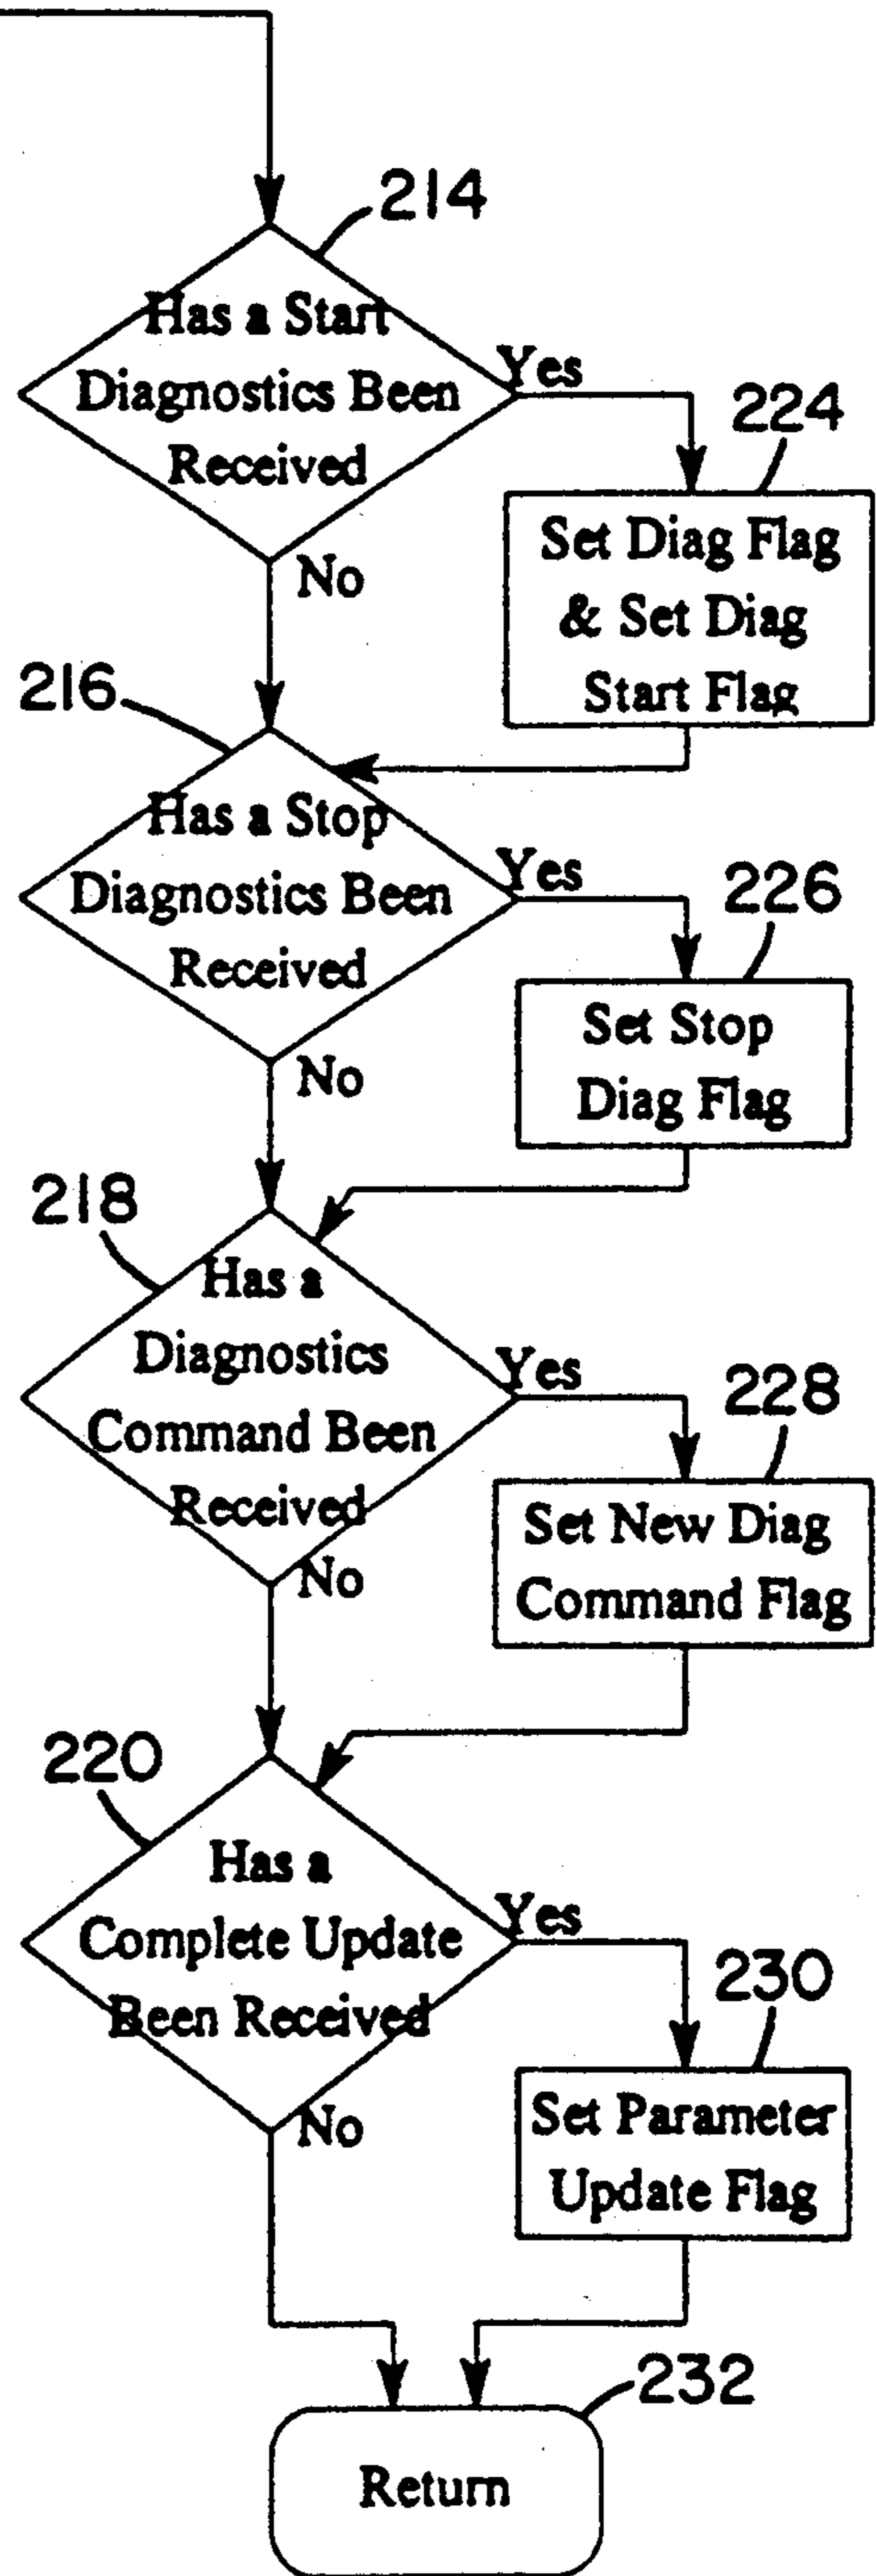 214
Has a Start
Diagnostics Been
Received
Yes
No
224
Set Diag Flag
& Set Diag
Start Flag
216
Has a Stop
Diagnostics Been
Received
Yes
No
226
Set Stop
Diag Flag
218
Has a
Diagnostics
Command Been
Received
Yes
No
228
Set New Diag
Command Flag
220
Has a
Complete Update
Been Received
Yes
No
230
Set Parameter
Update Flag
232
Return